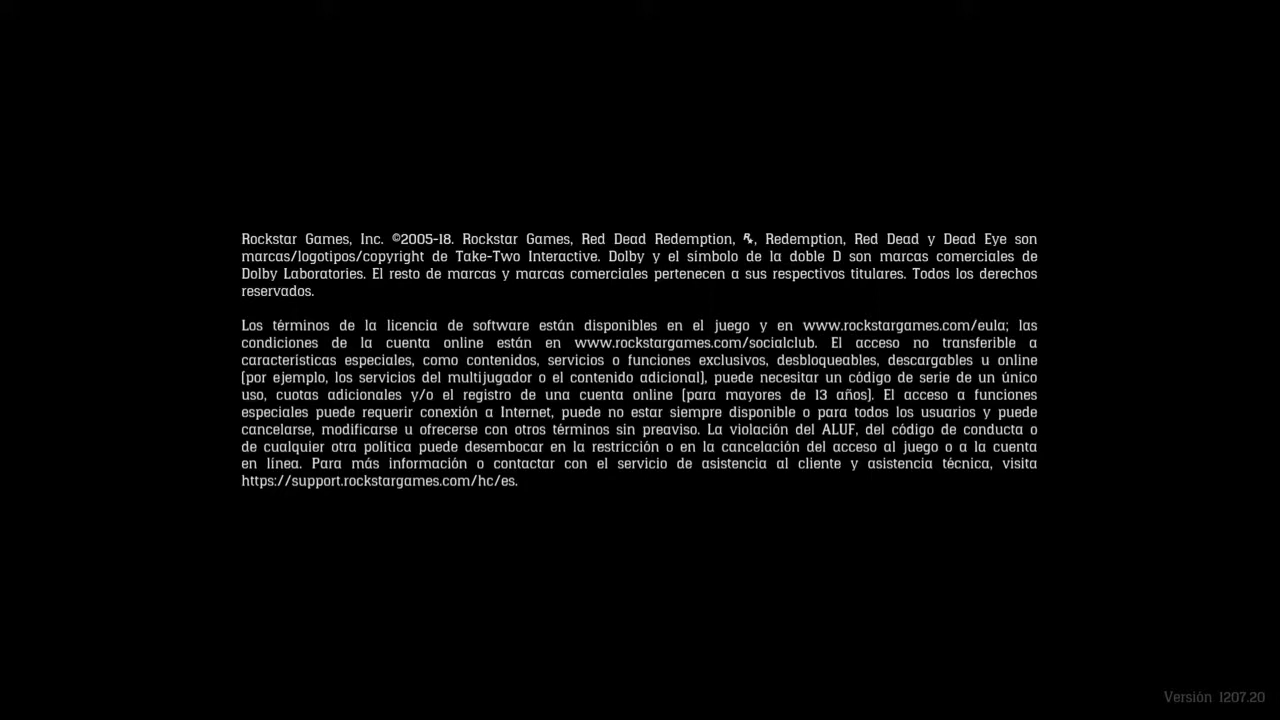 Rockstar Games, Inc. ©2005-18. Rockstar Games, Red Dead Redemption, R★, Redemption, Red Dead y Dead Eye son
marcas/logotipos/copyright de Take-Two Interactive. Dolby y el símbolo de la doble D son marcas comerciales de
Dolby Laboratories. El resto de marcas y marcas comerciales pertenecen a sus respectivos titulares. Todos los derechos
reservados.
Los términos de la licencia de software están disponibles en el juego y en www.rockstargames.com/eula; las
condiciones de la cuenta online están en www.rockstargames.com/socialclub. El acceso no transferible a
características especiales, como contenidos, servicios o funciones exclusivos, desbloqueables, descargables u online
(por ejemplo, los servicios del multijugador o el contenido adicional), puede necesitar un código de serie de un único
uso, cuotas adicionales y/o el registro de una cuenta online (para mayores de 13 años). El acceso a funciones
especiales puede requerir conexión a Internet, puede no estar siempre disponible o para todos los usuarios y puede
cancelarse, modificarse u ofrecerse con otros términos sin preaviso. La violación del ALUF, del código de conducta o
de cualquier otra política puede desembocar en la restricción o en la cancelación del acceso al juego o a la cuenta
en línea. Para más información o contactar con el servicio de asistencia al cliente y asistencia técnica, visita
https://support.rockstargames.com/hc/es.
Versión 1207.20